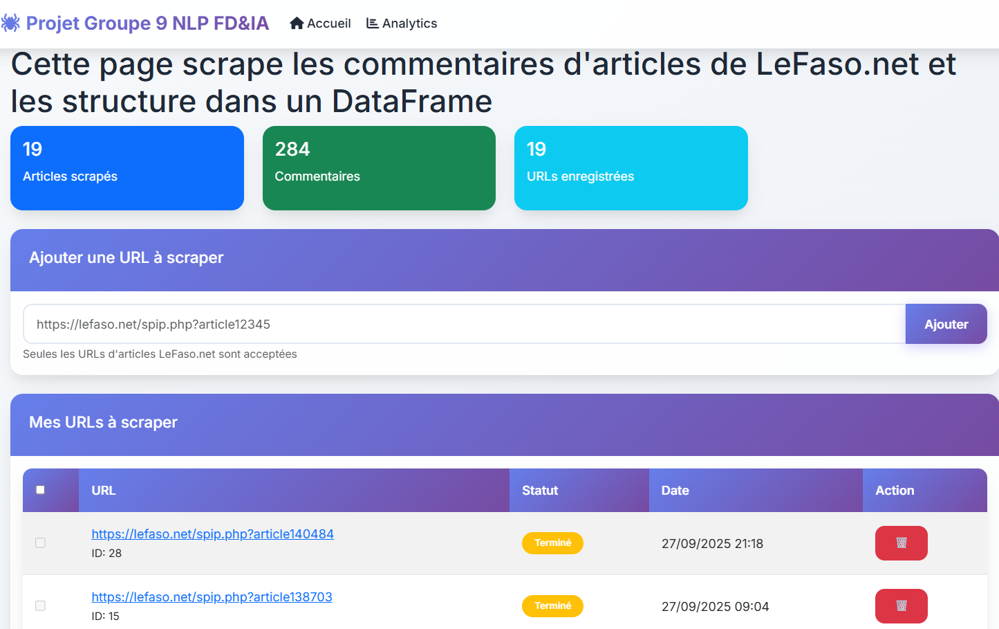 Projet Groupe 9 NLP FD&IA
Accueil
Analytics
Cette page scrape les commentaires d'articles de LeFaso.net et
les structure dans un DataFrame
19
Articles scrapés
284
Commentaires
19
URLs enregistrées
Ajouter une URL à scraper
https://lefaso.net/spip.php?article12345
Ajouter
Seules les URLs d'articles LeFaso.net sont acceptées
Mes URLs à scraper
URL
Statut
Date
Action
https://lefaso.net/spip.php?article140484
ID: 28
Terminé
27/09/2025 21:18
https://lefaso.net/spip.php?article138703
ID: 15
Terminé
27/09/2025 09:04